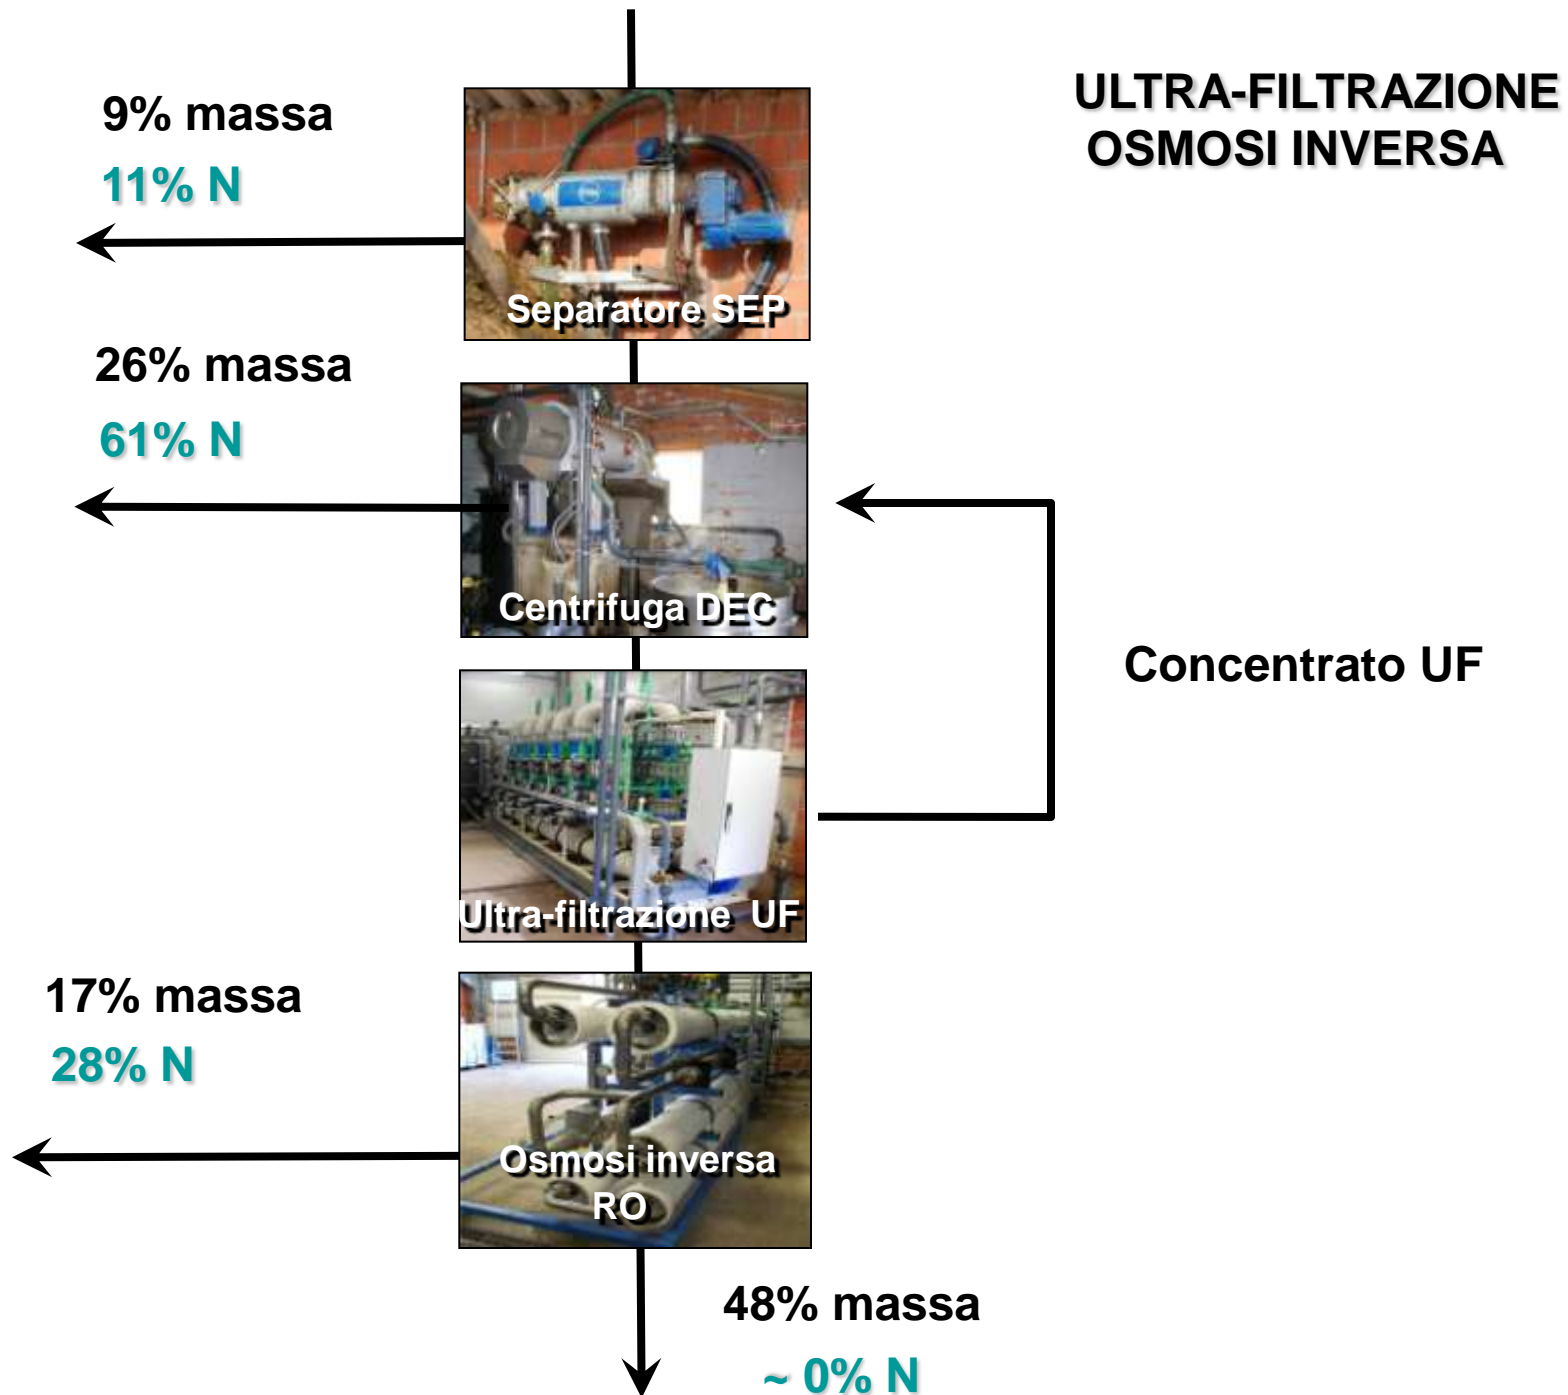 ULTRA-FILTRAZIONE
OSMOSI INVERSA
9% massa
11% N
Separatore SEP
26% massa
61% N
Centrifuga DEC
Concentrato UF
Ultra-filtrazione UF
17% massa
28% N
Osmosi inversa
RO
48% massa
~ 0% N